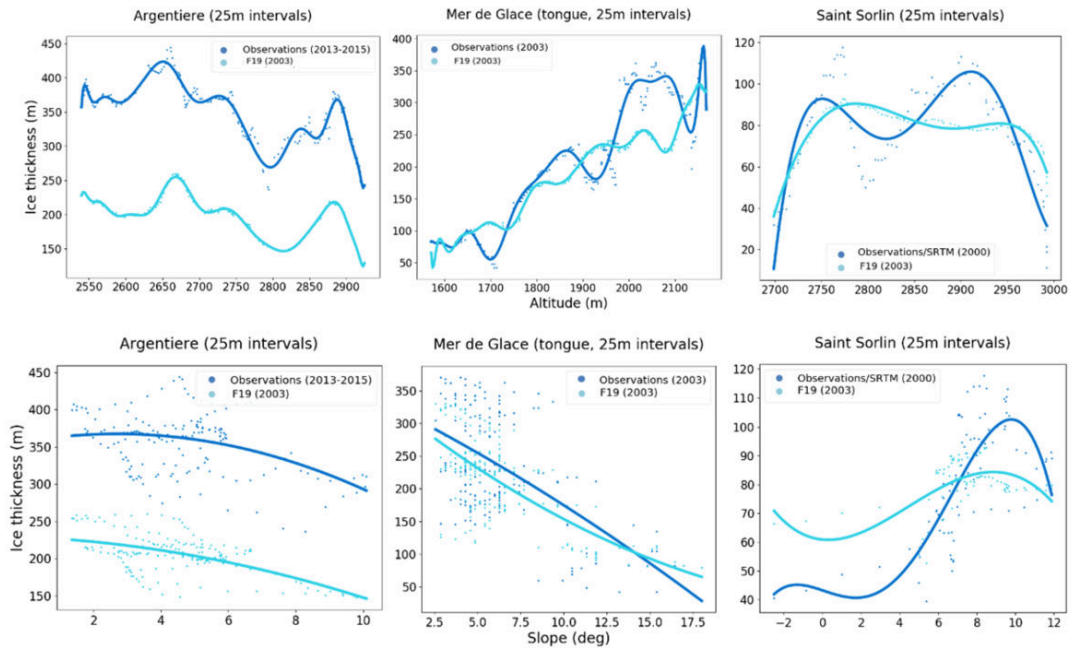 Argentiere (25m intervals)
Mer de Glace (tongue, 25m intervals)
Saint Sorlin (25m intervals)
Observations (2013-2015)
F19 (2003)
Observations (2003)
F19 (2003)
Observations/SRTM (2000)
F19 (2003)
Ice thickness (m)
450
400
350
300
250
200
150
400
350
300
250
200
150
100
50
120
100
80
60
40
20
2550 2600 2650 2700 2750 2800 2850 2900
1600 1700 1800 1900 2000 2100
2700 2750 2800 2850 2900 2950 3000
Altitude (m)
Argentiere (25m intervals)
Mer de Glace (tongue, 25m intervals)
Saint Sorlin (25m intervals)
Observations (2013-2015)
F19 (2003)
Observations (2003)
F19 (2003)
Observations/SRTM (2000)
F19 (2003)
Ice thickness (m)
450
400
350
300
250
200
150
350
300
250
200
150
100
50
120
110
100
90
80
70
60
50
40
2 4 6 8 10
2.5 5.0 7.5 10.0 12.5 15.0 17.5
−2 0 2 4 6 8 10 12
Slope (deg)